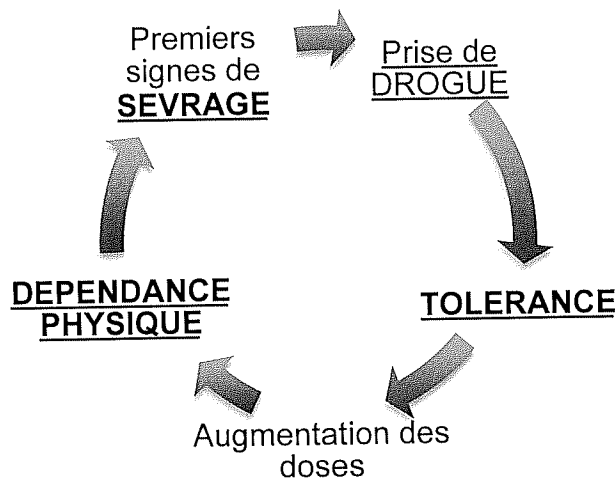 Premiers
signes de
SEVRAGE
Prise de
DROGUE
TOLERANCE
Augmentation des
doses
DEPENDANCE
PHYSIQUE